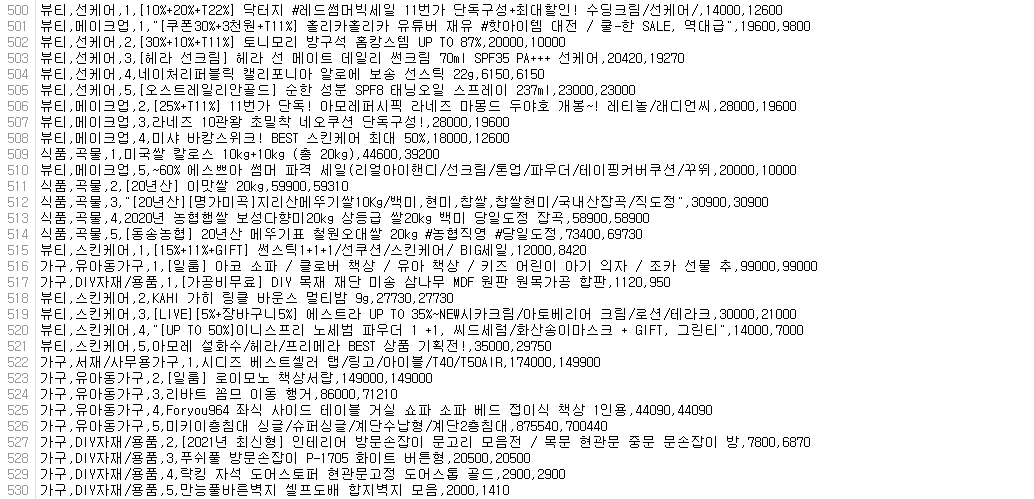 500 뷰티,선케어,1,[10%+20%+T22%] 닥터지 #레드썸머빅세일 11번가 단독구성+최대할인! 수딩크림/선케어/,14000,12600
501 뷰티,메이크업,1,"[쿠폰30%+3천원+T11%] 홀리카홀리카 유튜버 재유 #핫아이템 대전 / 쿨-한 SALE, 역대급",19600,9800
502 뷰티,선케어,2,[30%+10%+T11%] 토니모리 방구석 홈캉스템 UP TO 87%,20000,10000
503 뷰티,선케어,3,[헤라 선크림] 헤라 선 메이트 데일리 썬크림 70ml SPF35 PA+++ 선케어,20420,19270
504 뷰티,선케어,4,네이처리퍼블릭 캘리포니아 알로에 보송 선스틱 22g,6150,6150
505 뷰티,선케어,5,[오스트레일리안골드] 순한 성분 SPF8 태닝오일 스프레이 237ml,23000,23000
506 뷰티,메이크업,2,[25%+T11%] 11번가 단독! 아모레퍼시픽 라네즈 마몽드 두야호 개봉~! 레티놀/래디언씨,28000,19600
507 뷰티,메이크업,3,라네즈 10관왕 초밀착 네오쿠션 단독구성!,28000,19600
508 뷰티,메이크업,4,미샤 바캉스위크! BEST 스킨케어 최대 50%,18000,12600
509 식품,곡물,1,미국쌀 칼로스 10kg+10kg (총 20kg),44600,39200
510 뷰티,메이크업,5,~60% 에스쁘아 썸머 파격 세일(리얼아이핸디/선크림/톤업/파우더/테이핑커버쿠션/꾸뛰,20000,10000
511 식품,곡물,2,[20년산] 이맛쌀 20kg,59900,59310
512 식품,곡물,3,"[20년산][명가미곡]지리산메뚜기쌀10Kg/백미,현미,찹쌀,찹쌀현미/국내산잡곡/직도정",30900,30900
513 식품,곡물,4,2020년 농협햅쌀 보성다향미20kg 상등급 쌀20kg 백미 당일도정 잡곡,58900,58900
514 식품,곡물,5,[동송농협] 20년산 메뚜기표 철원오대쌀 20kg #농협직영 #당일도정,73400,69730
515 뷰티,스킨케어,1,[15%+11%+GIFT] 썬스틱1+1+1/선쿠션/스킨케어/ BIG세일,12000,8420
516 가구,유아동가구,1,[일룸] 아코 소파 / 클로버 책상 / 유아 책상 / 키즈 어린이 아기 의자 / 조카 선물 추,99000,99000
517 가구,DIY자재/용품,1,[가공비무료] DIY 목재 재단 미송 삼나무 MDF 원판 원목가공 합판,1120,950
518 뷰티,스킨케어,2,KAHI 가히 링클 바운스 멀티밤 9g,27730,27730
519 뷰티,스킨케어,3,[LIVE][5%+장바구니5%] 에스트라 UP TO 35%~NEW시카크림/아토베리어 크림/로션/테라크,30000,21000
520 뷰티,스킨케어,4,"[UP TO 50%]이니스프리 노세범 파우더 1 +1, 씨드세럼/화산송이마스크 + GIFT, 그린티",14000,7000
521 뷰티,스킨케어,5,아모레 설화수/헤라/프리메라 BEST 상품 기획전!,35000,29750
522 가구,서재/사무용가구,1,시디즈 베스트셀러 탭/링고/아이블/T40/T50AIR,174000,149900
523 가구,유아동가구,2,[일룸] 로이모노 책상서랍,149000,149000
524 가구,유아동가구,3,리바트 꼼므 이동 행거,86000,71210
525 가구,유아동가구,4,Foryou964 좌식 사이드 테이블 거실 쇼파 소파 베드 접이식 책상 1인용,44090,44090
526 가구,유아동가구,5,미키이층침대 싱글/슈퍼싱글/계단수납형/계단2층침대,875540,700440
527 가구,DIY자재/용품,2,[2021년 최신형] 인테리어 방문손잡이 문고리 모음전 / 목문 현관문 중문 문손잡이 방,7800,6870
528 가구,DIY자재/용품,3,푸쉬풀 방문손잡이 P-1705 화이트 버튼형,20500,20500
529 가구,DIY자재/용품,4,락킹 자석 도어스토퍼 현관문고정 도어스톱 골드,2900,2900
530 가구,DIY자재/용품,5,만능풀바른벽지 셀프도배 합지벽지 모음,2000,1410